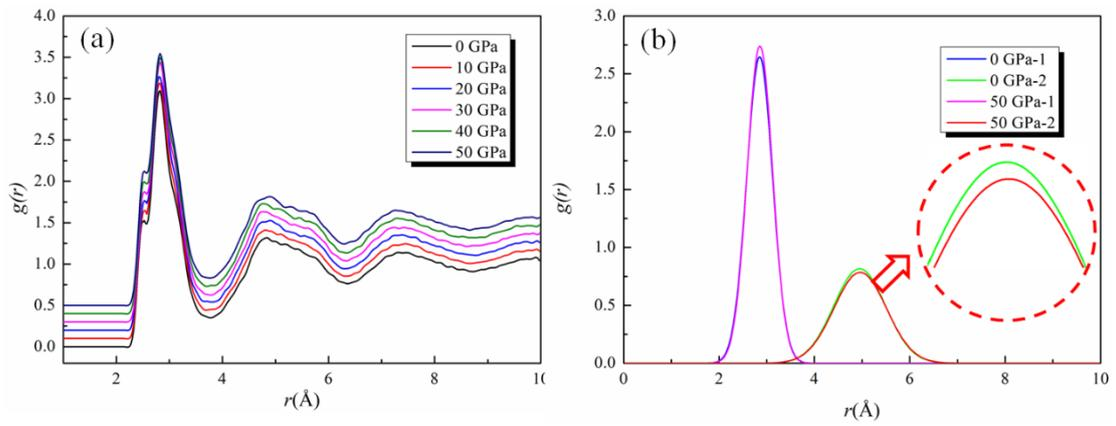 (a)
0 GPa
10 GPa
20 GPa
30 GPa
40 GPa
50 GPa
4.0
3.5
3.0
2.5
2.0
1.5
1.0
0.5
0.0
g(r)
2 4 6 8 10
r(Å)
(b)
0 GPa-1
0 GPa-2
50 GPa-1
50 GPa-2
3.0
2.5
2.0
1.5
1.0
0.5
0.0
g(r)
0 2 4 6 8 10
r(Å)